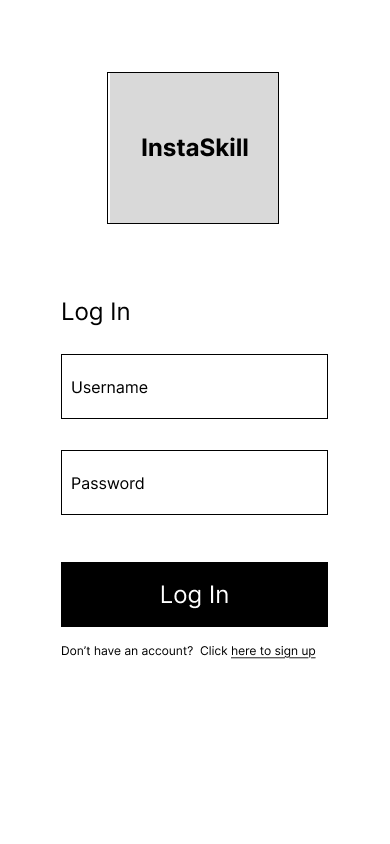 InstaSkill
Log In
Username
Password
Log In
Don’t have an account?  Click here to sign up